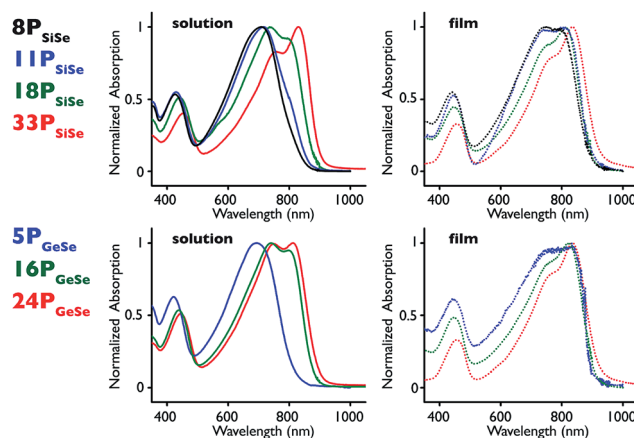 8PSiSe
11PSiSe
18PSiSe
33PSiSe
solution
Normalized Absorption
1
0.5
0
400 600 800 1000
Wavelength (nm)
film
Normalized Absorption
1
0.5
0
400 600 800 1000
Wavelength (nm)
5PGeSe
16PGeSe
24PGeSe
solution
Normalized Absorption
1
0.5
0
400 600 800 1000
Wavelength (nm)
film
Normalized Absorption
1
0.5
0
400 600 800 1000
Wavelength (nm)